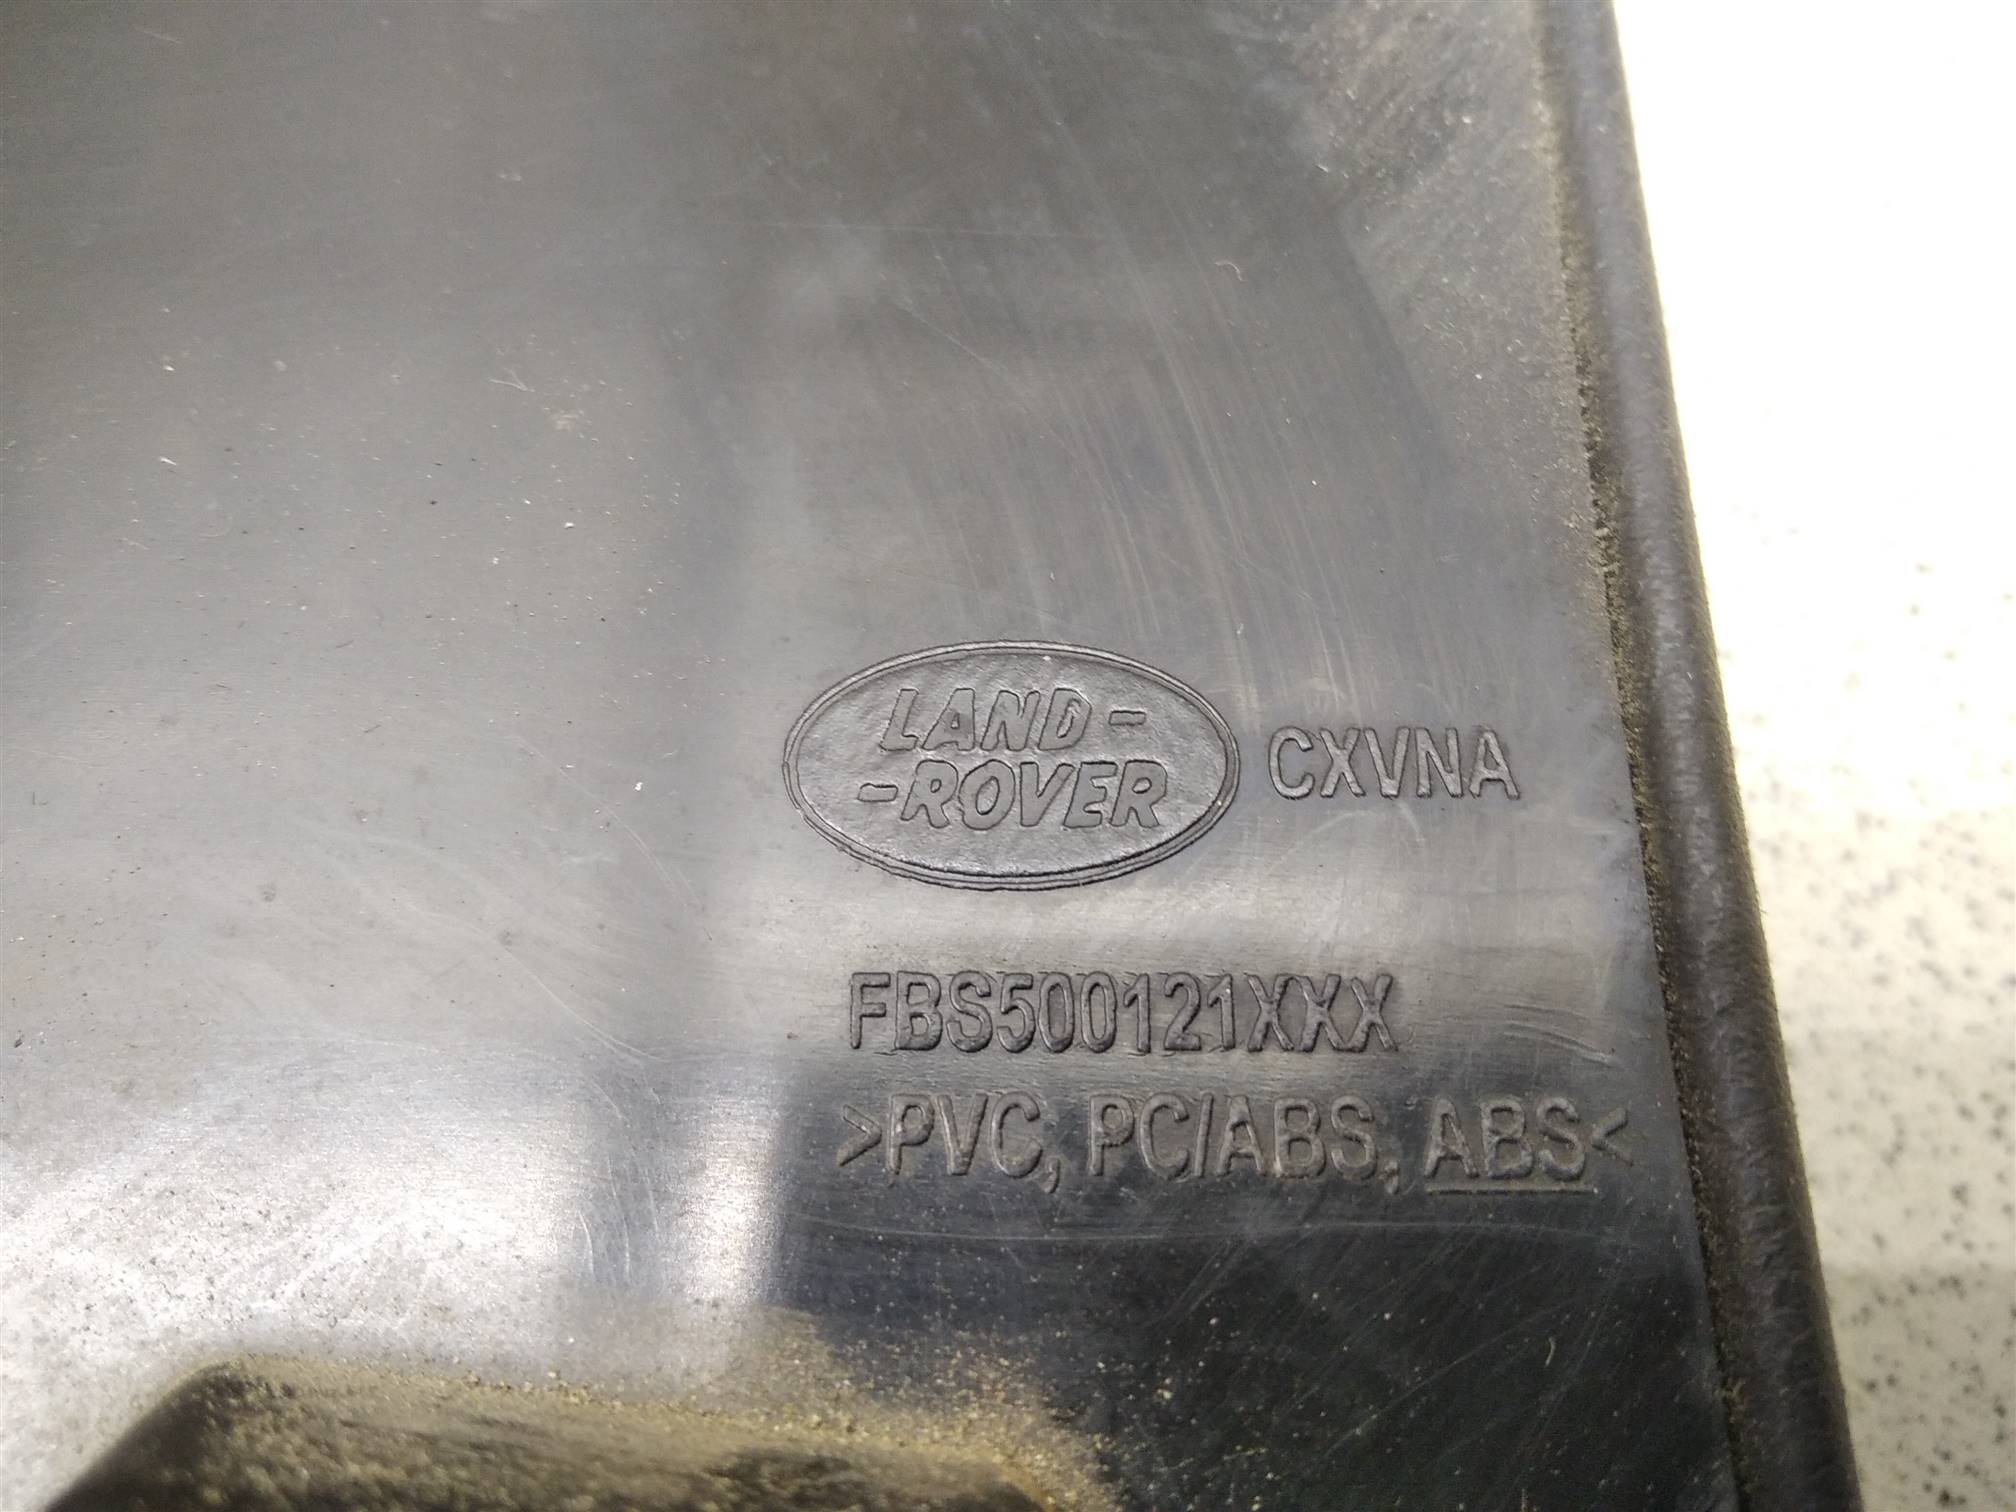 LAND-
-ROVER
CXVNA
FBS500121XXX
>PVC, PC/ABS, ABS<